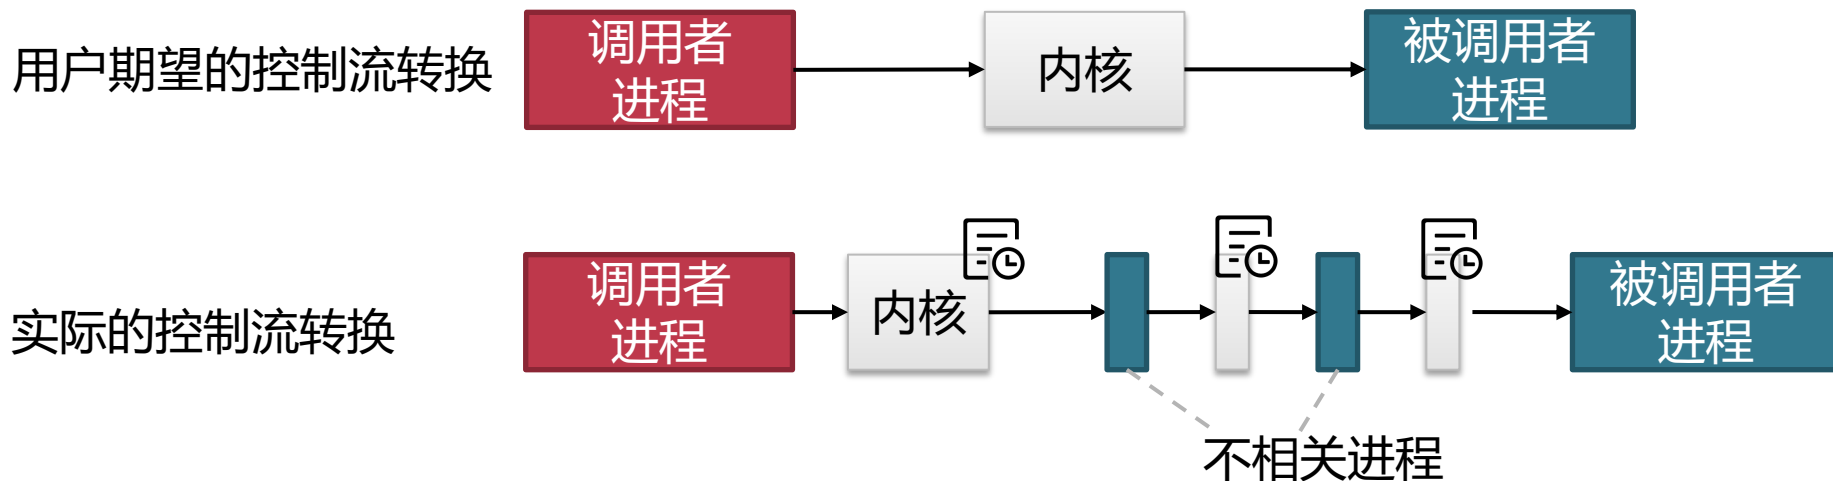 用户期望的控制流转换
调用者
进程
内核
被调用者
进程
实际的控制流转换
调用者
进程
内核
被调用者
进程
不相关进程